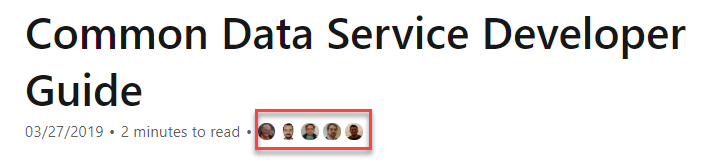 Common Data Service Developer
Guide
03/27/2019 • 2 minutes to read •